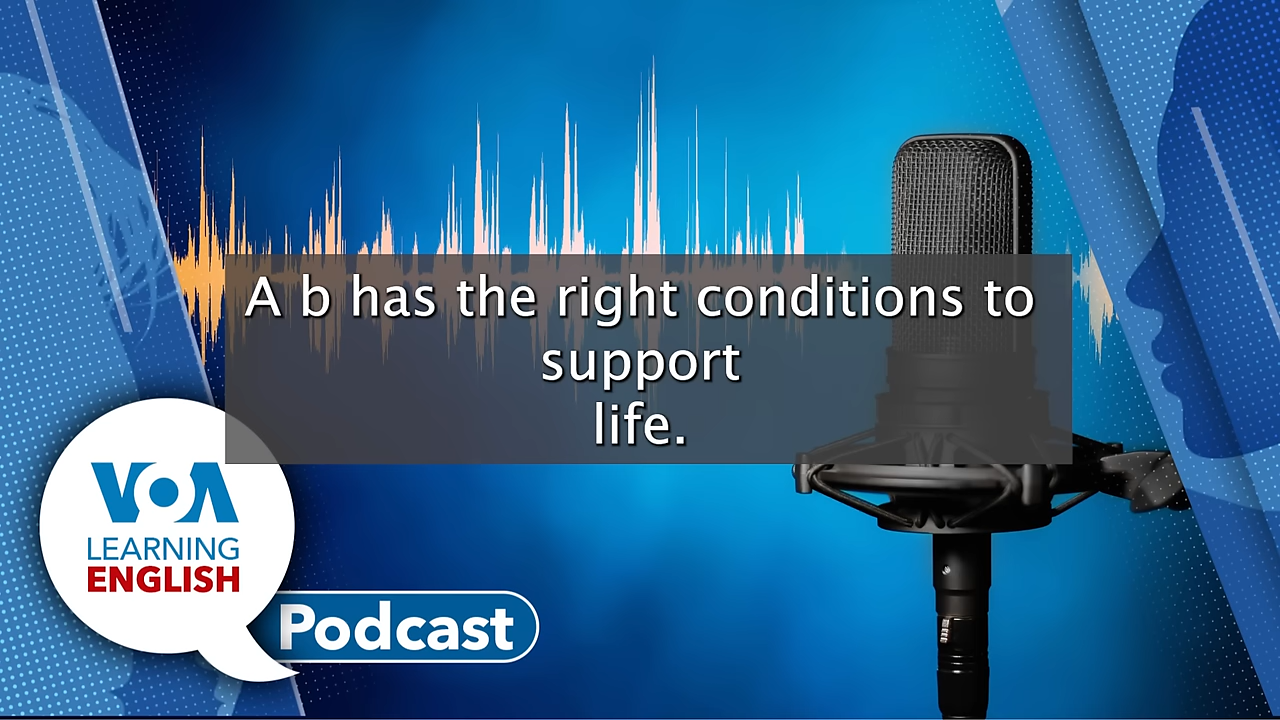 A b has the right conditions to
support
life.
VOA
LEARNING
ENGLISH
Podcast